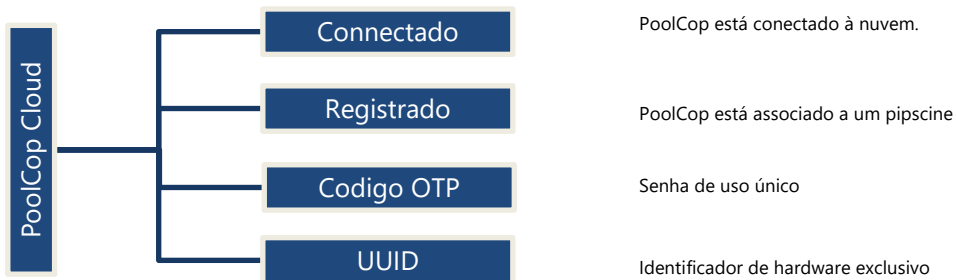 PoolCop Cloud
Connectado
PoolCop está conectado à nuvem.
Registrado
PoolCop está associado a um pipscine
Codigo OTP
Senha de uso único
UUID
Identificador de hardware exclusivo